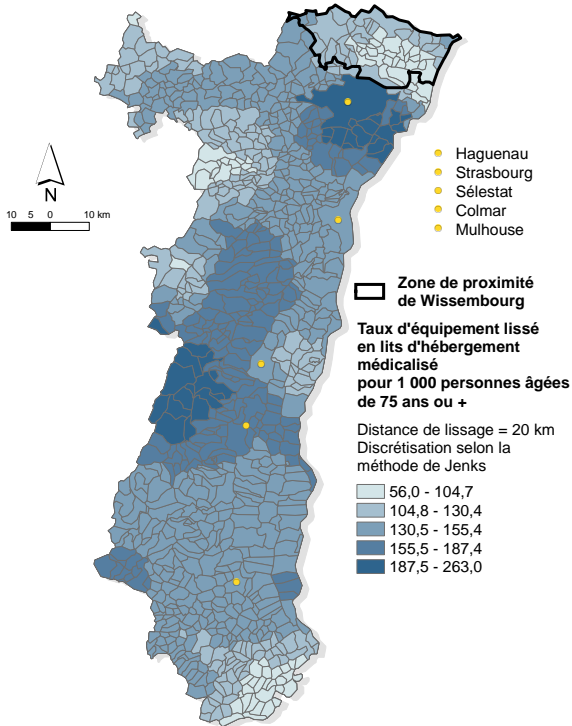 Haguenau
Strasbourg
Sélestat
Colmar
Mulhouse
N
10 5 0 10 km
Zone de proximité
de Wissembourg
Taux d'équipement lissé
en lits d'hébergement
médicalisé
pour 1 000 personnes âgées
de 75 ans ou +
Distance de lissage = 20 km
Discrétisation selon la
méthode de Jenks
56,0 - 104,7
104,8 - 130,4
130,5 - 155,4
155,5 - 187,4
187,5 - 263,0